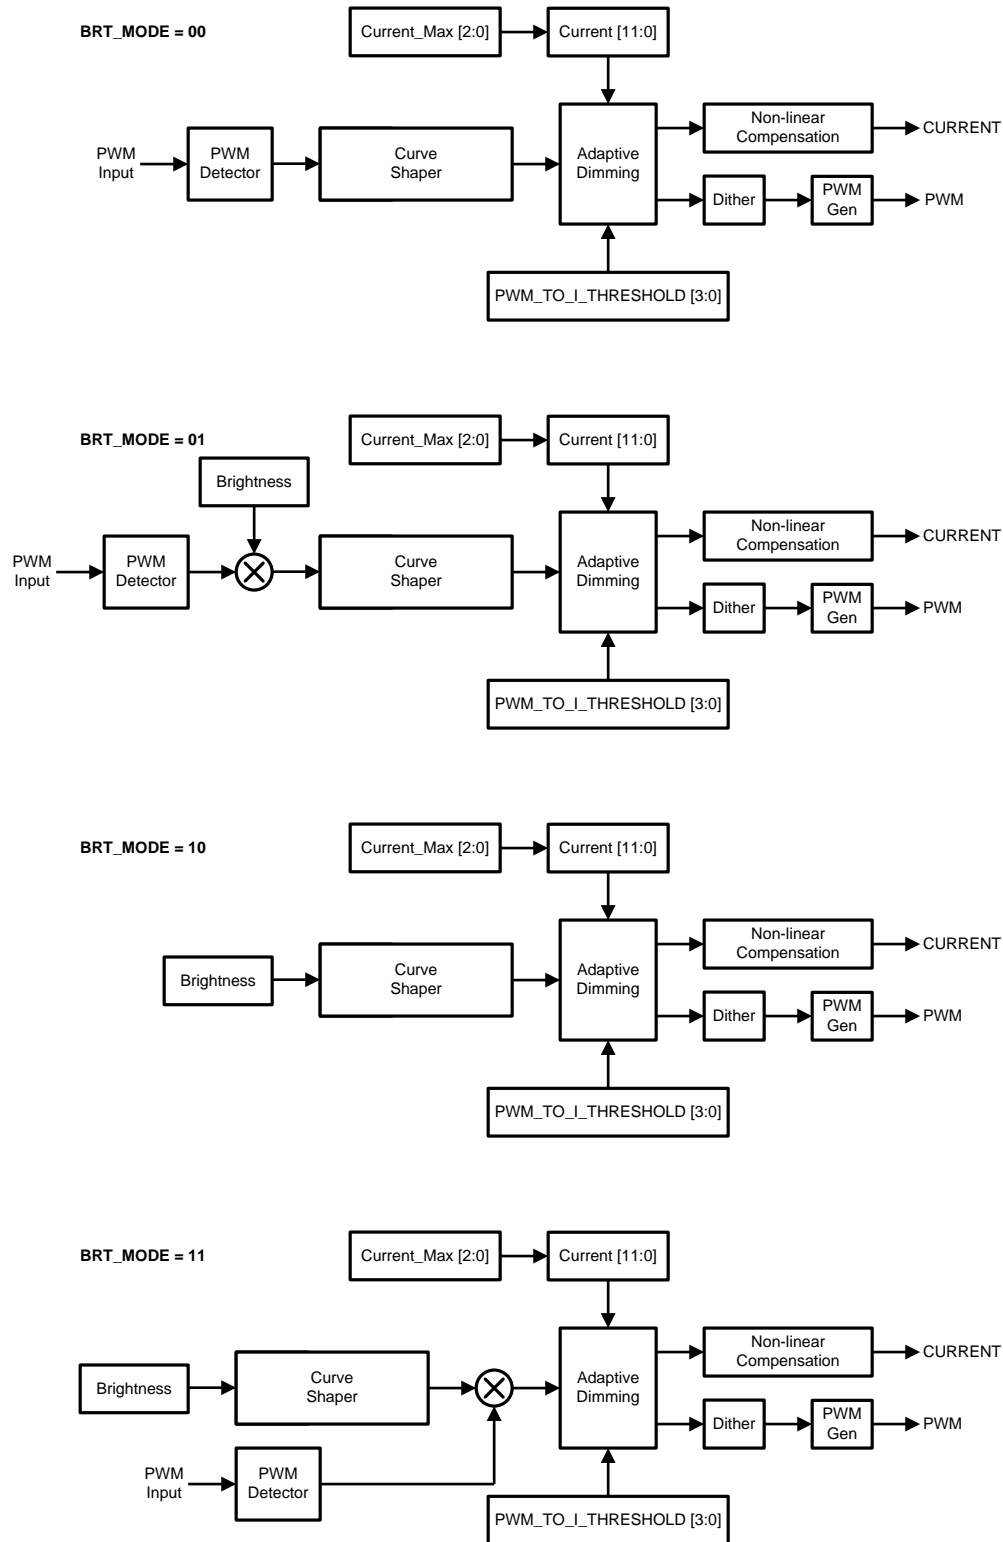 BRT_MODE = 00
Current_Max [2:0]
Current [11:0]
PWM
Input
PWM
Detector
Curve
Shaper
Adaptive
Dimming
Non-linear
Compensation
CURRENT
Dither
PWM
Gen
PWM
PWM_TO_I_THRESHOLD [3:0]
BRT_MODE = 01
Current_Max [2:0]
Current [11:0]
Brightness
PWM
Input
PWM
Detector
Curve
Shaper
Adaptive
Dimming
Non-linear
Compensation
CURRENT
Dither
PWM
Gen
PWM
PWM_TO_I_THRESHOLD [3:0]
BRT_MODE = 10
Current_Max [2:0]
Current [11:0]
Brightness
Curve
Shaper
Adaptive
Dimming
Non-linear
Compensation
CURRENT
Dither
PWM
Gen
PWM
PWM_TO_I_THRESHOLD [3:0]
BRT_MODE = 11
Current_Max [2:0]
Current [11:0]
Brightness
Curve
Shaper
Adaptive
Dimming
Non-linear
Compensation
CURRENT
Dither
PWM
Gen
PWM
PWM
Input
PWM
Detector
PWM_TO_I_THRESHOLD [3:0]